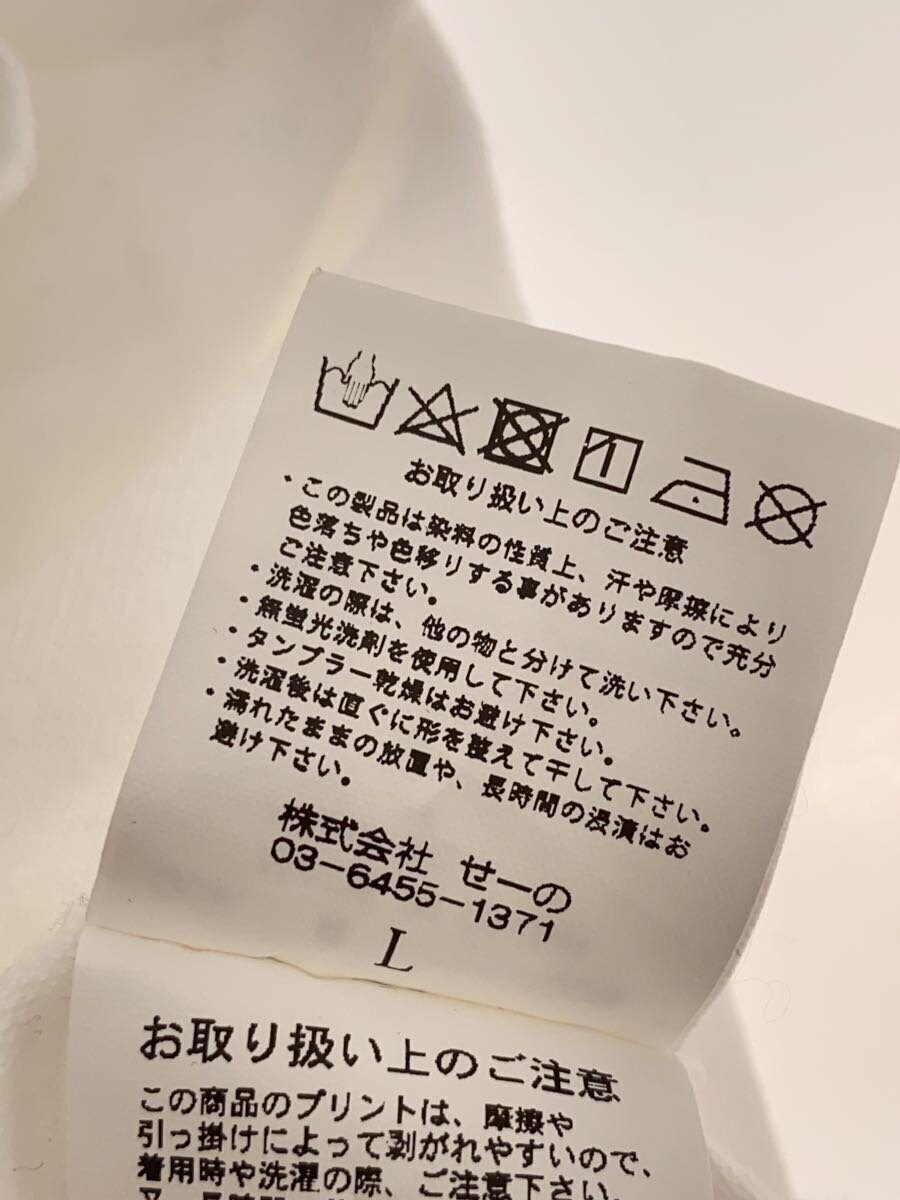 お取り扱い上のご注意
・この製品は染料の性質上、汗や摩擦により
色落ちや色移りする事がありますので充分
ご注意下さい。
・洗濯の際は、他の物と分けて洗い下さい。
・無蛍光洗剤を使用して下さい。
・タンブラー乾燥はお避け下さい。
・洗濯後は直ぐに形を整えて干して下さい。
・濡れたままの放置や、長時間の浸漬はお
避け下さい。
株式会社 せーの
03-6455-1371
L
お取り扱い上のご注意
この商品のプリントは、摩擦や
引っ掛けによって剥がれやすいので、
着用時や洗濯の際、ご注意下さい。